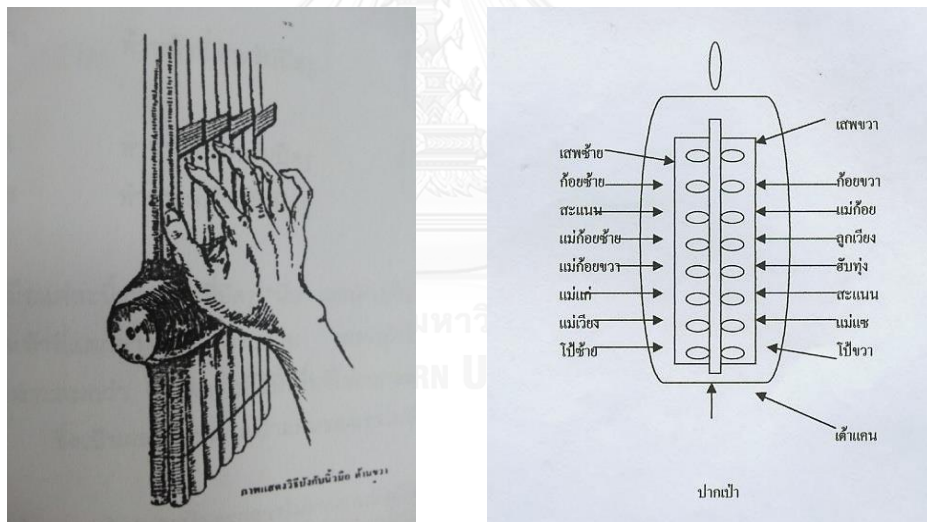 ภาพแสดงวิธีบังคับนิ้วมือ ด้านขวา
เสพซ้าย
ก้อยซ้าย
สะแนน
แม่ก้อยซ้าย
แม่ก้อยขวา
แม่แก่
แม่เวียง
โป้ซ้าย
เสพขวา
ก้อยขวา
แม่ก้อย
ลูกเวียง
ฮับทุ่ง
สะแนน
แม่แซ
โป้ขวา
เต้าแคน
ปากเป่า